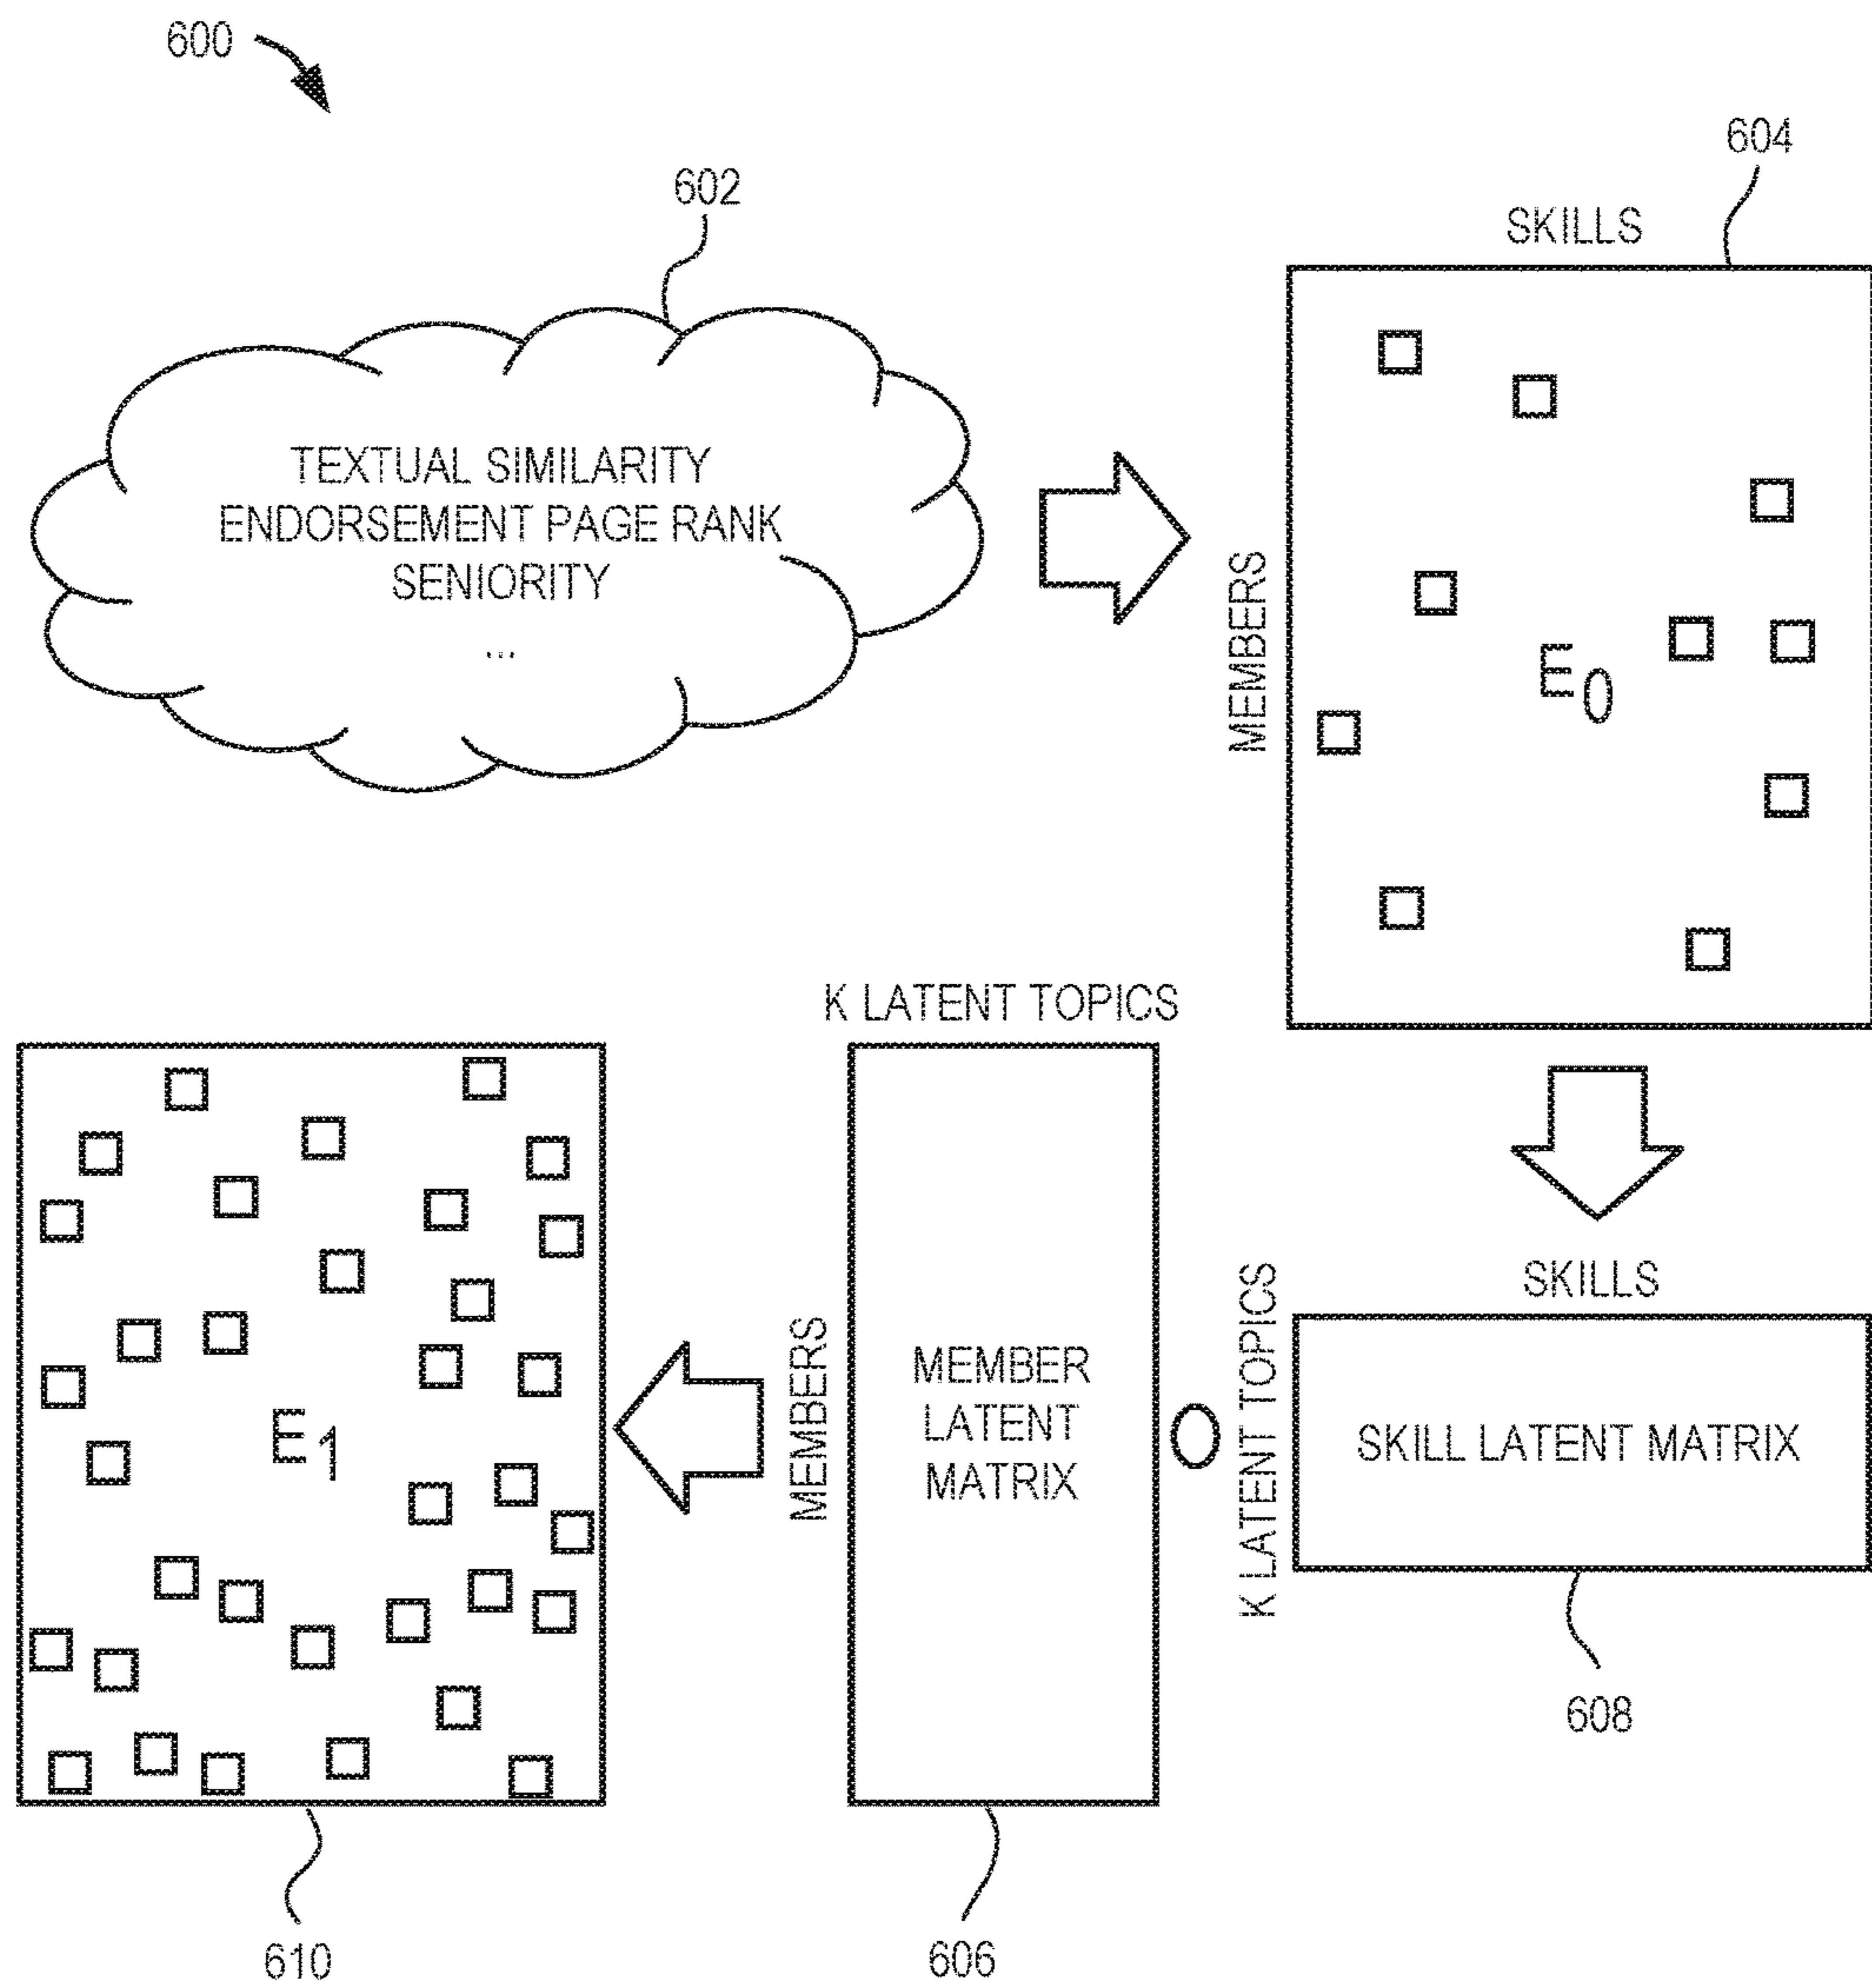 600
602
604
SKILLS
TEXTUAL SIMILARITY
ENDORSEMENT PAGE RANK
SENIORITY
...
MEMBERS
E0
K LATENT TOPICS
SKILLS
E1
MEMBERS
MEMBER
LATENT
MATRIX
K LATENT TOPICS
SKILL LATENT MATRIX
608
610
606